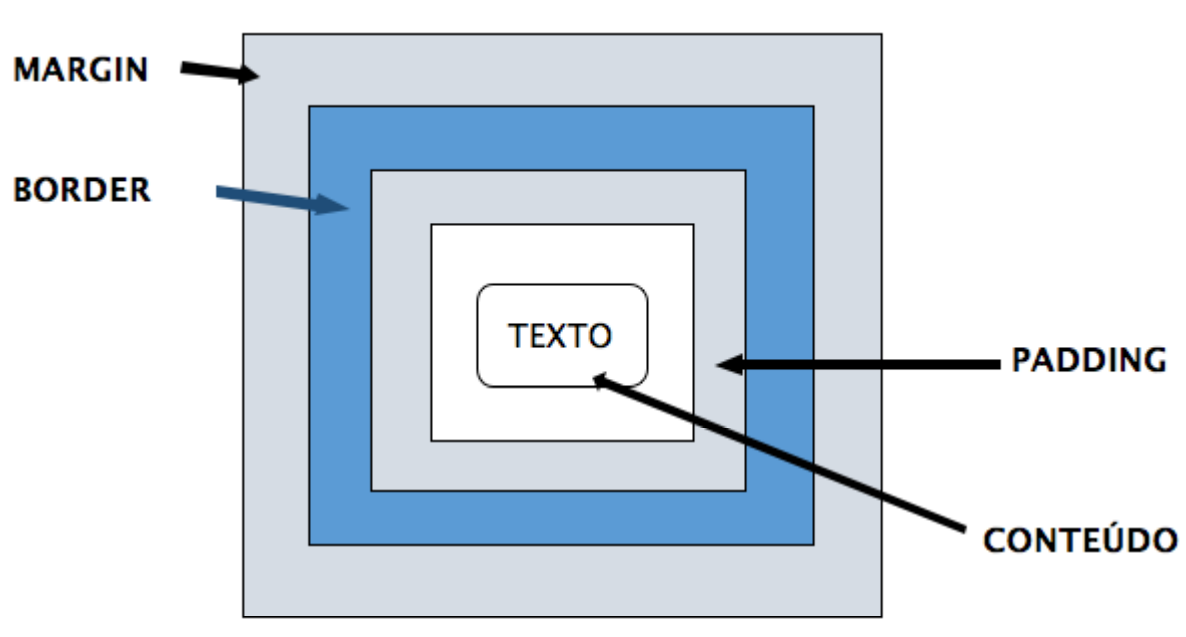 MARGIN
BORDER
TEXTO
PADDING
CONTEÚDO